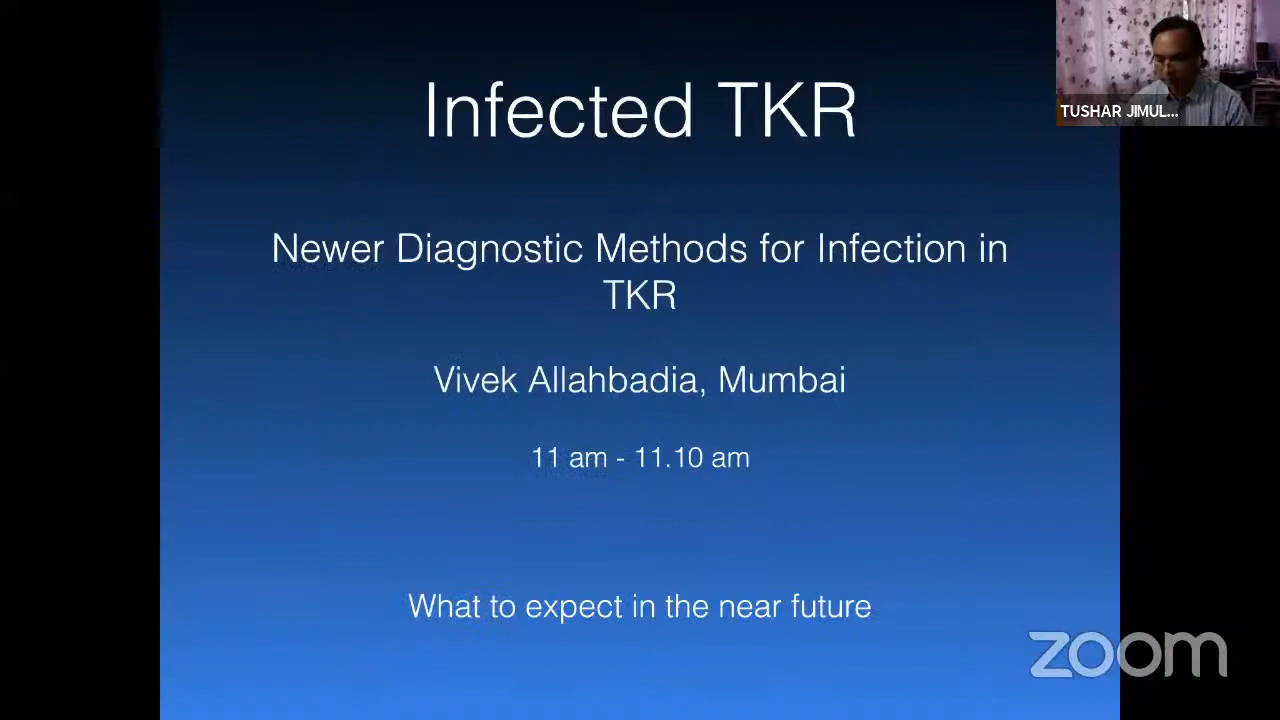 Infected TKR
TUSHAR JIMUL...
Newer Diagnostic Methods for Infection in
TKR
Vivek Allahbadia, Mumbai
11 am - 11.10 am
What to expect in the near future
zoom